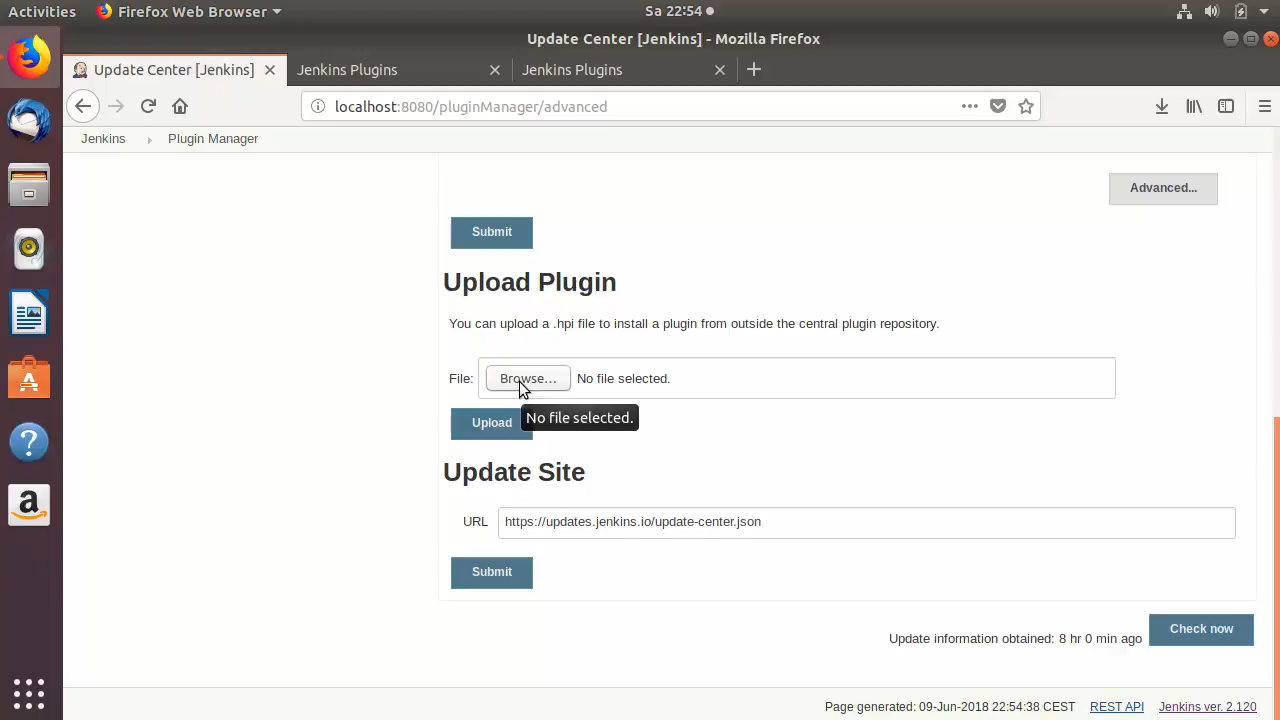 Activities
Firefox Web Browser
Sa 22:54
Update Center [Jenkins] - Mozilla Firefox
Update Center [Jenkins]
Jenkins Plugins
Jenkins Plugins
localhost:8080/pluginManager/advanced
Jenkins
Plugin Manager
Advanced...
Submit
Upload Plugin
You can upload a .hpi file to install a plugin from outside the central plugin repository.
File: Browse... No file selected.
Upload
No file selected.
Update Site
URL https://updates.jenkins.io/update-center.json
Submit
Update information obtained: 8 hr 0 min ago
Check now
Page generated: 09-Jun-2018 22:54:38 CEST
REST API
Jenkins ver. 2.120